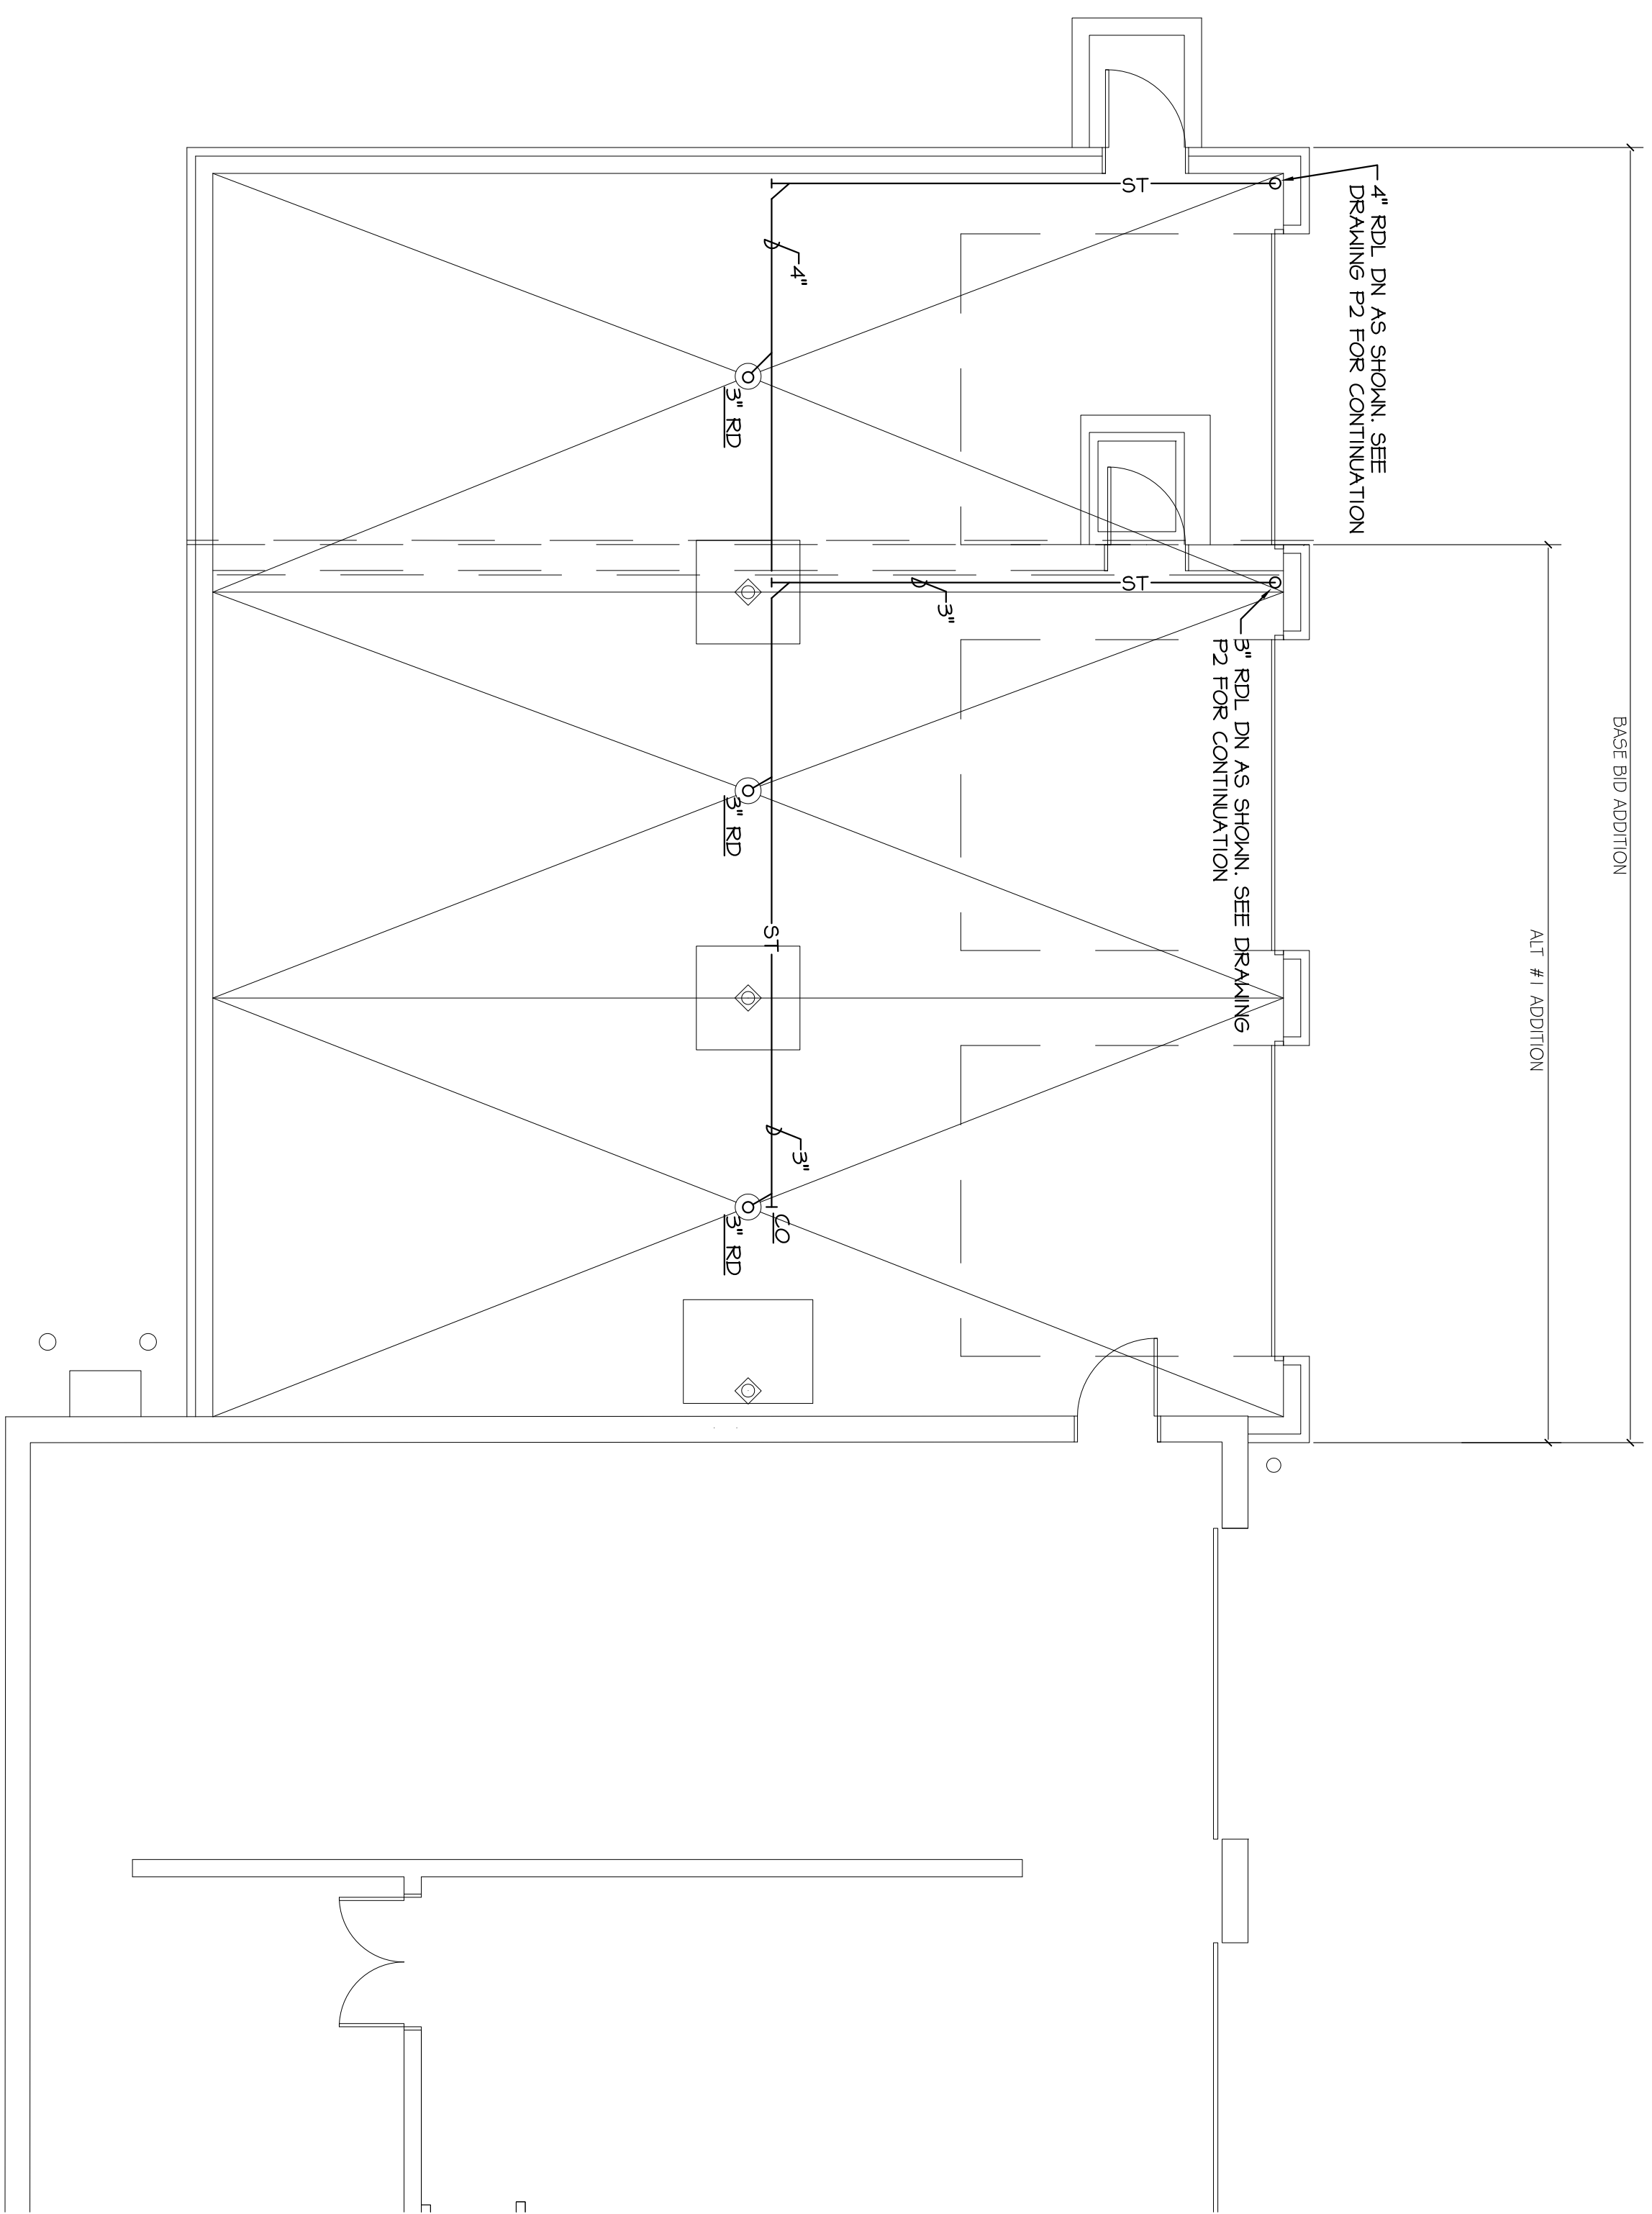 BASE BID ADDITION
ALT #1 ADDITION
4" RDL DN AS SHOWN. SEE
DRAWING P2 FOR CONTINUATION
3" RDL DN AS SHOWN. SEE DRAWING
P2 FOR CONTINUATION
ST
ST
3"
4"
ST
3"
CO
3" RD
3" RD
3" RD